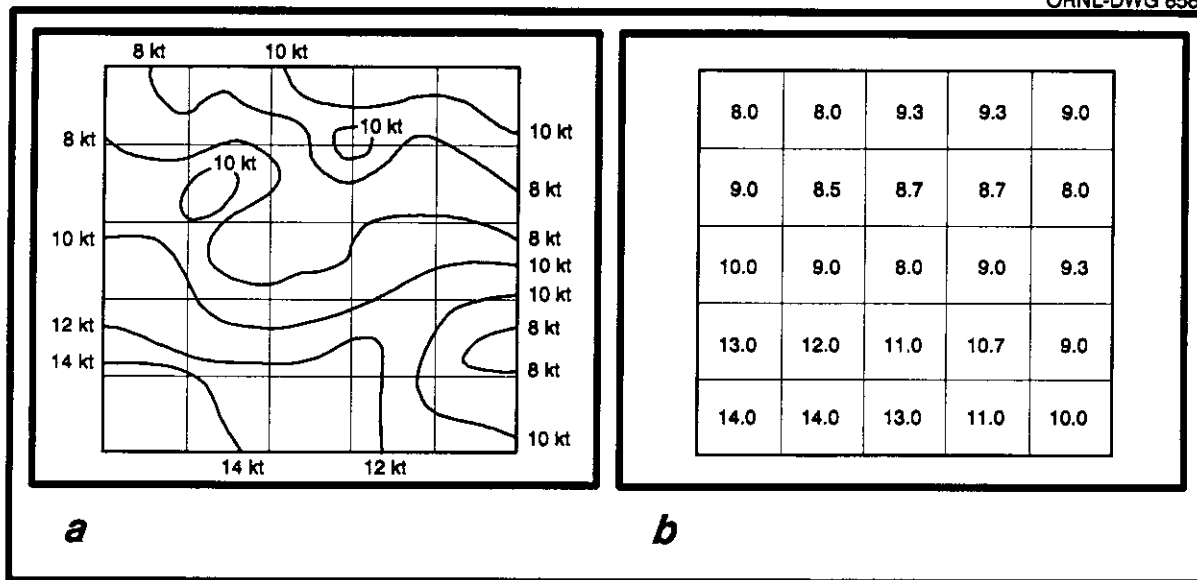 8 kt 10 kt
10 kt
10 kt
8 kt
10 kt
8 kt
10 kt
8 kt
10 kt
10 kt
12 kt
8 kt
14 kt
8 kt
10 kt
14 kt 12 kt
a
8.0 8.0 9.3 9.3 9.0
9.0 8.5 8.7 8.7 8.0
10.0 9.0 8.0 9.0 9.3
13.0 12.0 11.0 10.7 9.0
14.0 14.0 13.0 11.0 10.0
b